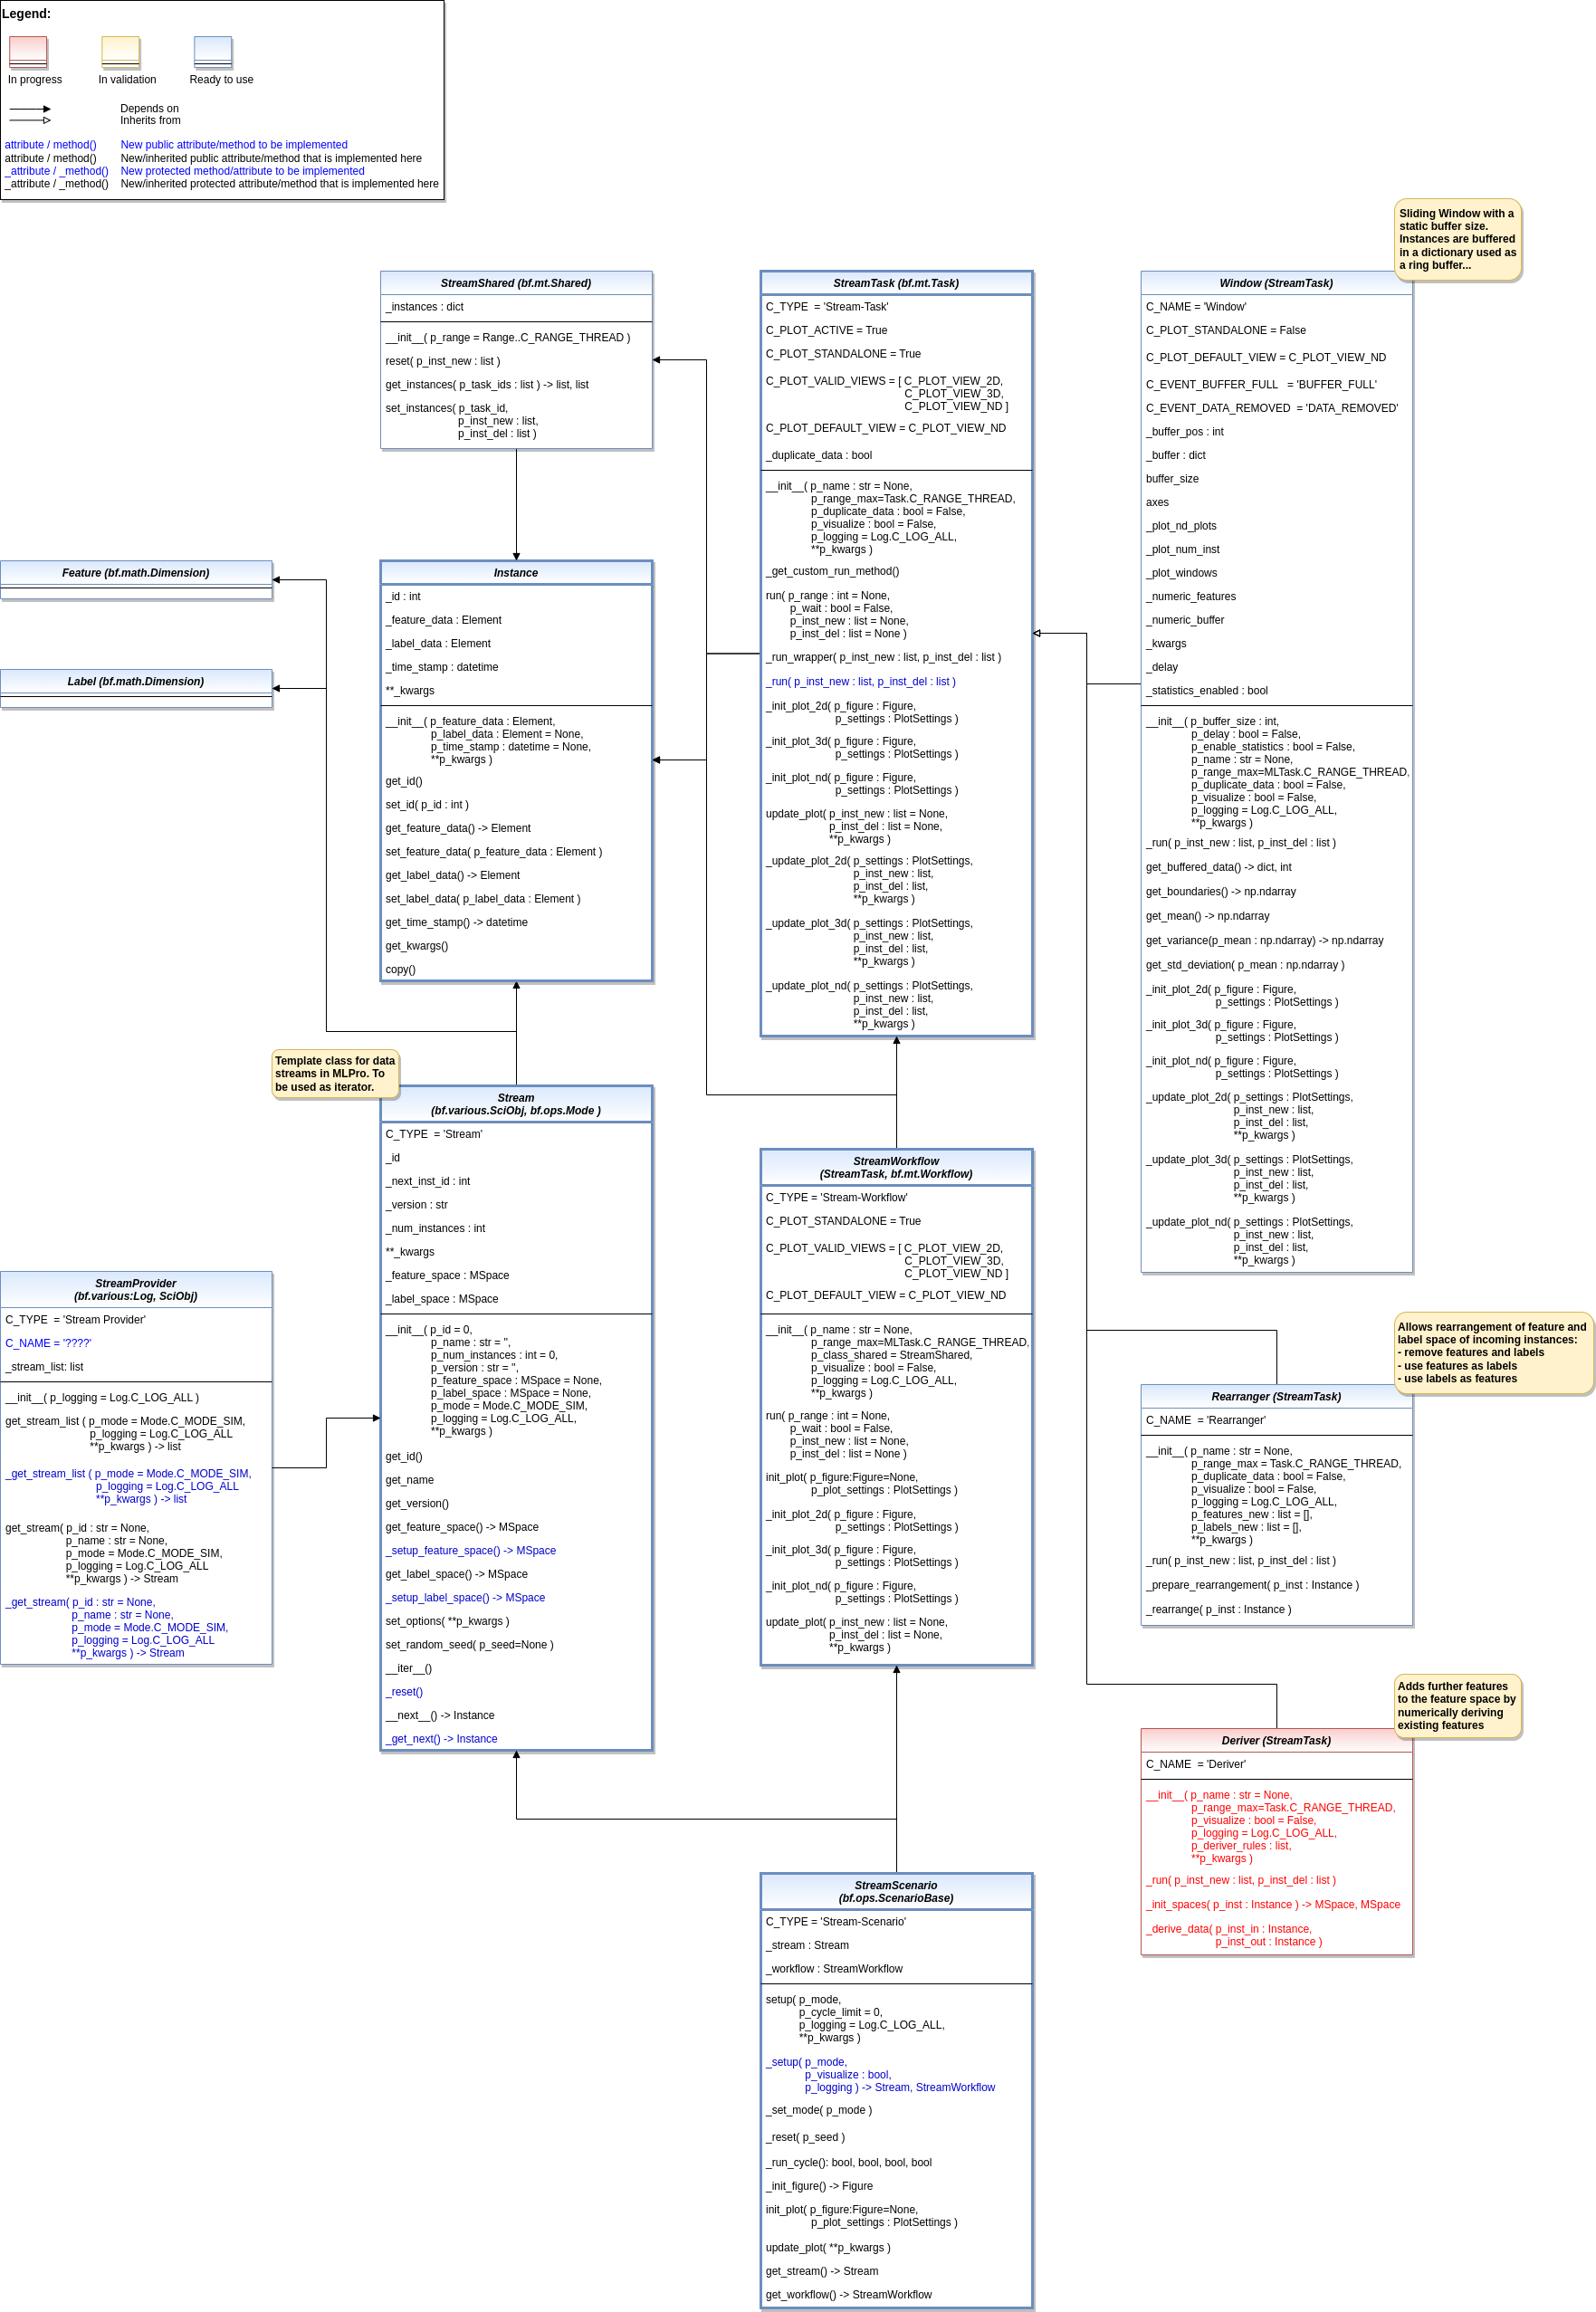 Legend:
In progress
In validation
Ready to use
Depends on
Inherits from
attribute / method() New public attribute/method to be implemented
attribute / method() New/inherited public attribute/method that is implemented here
_attribute / _method() New protected method/attribute to be implemented
_attribute / _method() New/inherited protected attribute/method that is implemented here
Sliding Window with a
static buffer size.
Instances are buffered
in a dictionary used as
a ring buffer...
StreamShared (bf.mt.Shared)
_instances : dict
__init__( p_range = Range..C_RANGE_THREAD )
reset( p_inst_new : list )
get_instances( p_task_ids : list ) -> list, list
set_instances( p_task_id,
p_inst_new : list,
p_inst_del : list )
StreamTask (bf.mt.Task)
C_TYPE  = 'Stream-Task'
C_PLOT_ACTIVE = True
C_PLOT_STANDALONE = True
C_PLOT_VALID_VIEWS = [ C_PLOT_VIEW_2D,
C_PLOT_VIEW_3D,
C_PLOT_VIEW_ND ]
C_PLOT_DEFAULT_VIEW = C_PLOT_VIEW_ND
_duplicate_data : bool
__init__( p_name : str = None,
p_range_max=Task.C_RANGE_THREAD,
p_duplicate_data : bool = False,
p_visualize : bool = False,
p_logging = Log.C_LOG_ALL,
**p_kwargs )
_get_custom_run_method()
run( p_range : int = None,
p_wait : bool = False,
p_inst_new : list = None,
p_inst_del : list = None )
_run_wrapper( p_inst_new : list, p_inst_del : list )
_run( p_inst_new : list, p_inst_del : list )
_init_plot_2d( p_figure : Figure,
p_settings : PlotSettings )
_init_plot_3d( p_figure : Figure,
p_settings : PlotSettings )
_init_plot_nd( p_figure : Figure,
p_settings : PlotSettings )
update_plot( p_inst_new : list = None,
p_inst_del : list = None,
**p_kwargs )
_update_plot_2d( p_settings : PlotSettings,
p_inst_new : list,
p_inst_del : list,
**p_kwargs )
_update_plot_3d( p_settings : PlotSettings,
p_inst_new : list,
p_inst_del : list,
**p_kwargs )
_update_plot_nd( p_settings : PlotSettings,
p_inst_new : list,
p_inst_del : list,
**p_kwargs )
Window (StreamTask)
C_NAME = 'Window'
C_PLOT_STANDALONE = False
C_PLOT_DEFAULT_VIEW = C_PLOT_VIEW_ND
C_EVENT_BUFFER_FULL   = 'BUFFER_FULL'
C_EVENT_DATA_REMOVED  = 'DATA_REMOVED'
_buffer_pos : int
_buffer : dict
buffer_size
axes
_plot_nd_plots
_plot_num_inst
_plot_windows
_numeric_features
_numeric_buffer
_kwargs
_delay
_statistics_enabled : bool
__init__( p_buffer_size : int,
p_delay : bool = False,
p_enable_statistics : bool = False,
p_name : str = None,
p_range_max=MLTask.C_RANGE_THREAD,
p_duplicate_data : bool = False,
p_visualize : bool = False,
p_logging = Log.C_LOG_ALL,
**p_kwargs )
_run( p_inst_new : list, p_inst_del : list )
get_buffered_data() -> dict, int
get_boundaries() -> np.ndarray
get_mean() -> np.ndarray
get_variance(p_mean : np.ndarray) -> np.ndarray
get_std_deviation( p_mean : np.ndarray )
_init_plot_2d( p_figure : Figure,
p_settings : PlotSettings )
_init_plot_3d( p_figure : Figure,
p_settings : PlotSettings )
_init_plot_nd( p_figure : Figure,
p_settings : PlotSettings )
_update_plot_2d( p_settings : PlotSettings,
p_inst_new : list,
p_inst_del : list,
**p_kwargs )
_update_plot_3d( p_settings : PlotSettings,
p_inst_new : list,
p_inst_del : list,
**p_kwargs )
_update_plot_nd( p_settings : PlotSettings,
p_inst_new : list,
p_inst_del : list,
**p_kwargs )
Feature (bf.math.Dimension)
Label (bf.math.Dimension)
Instance
_id : int
_feature_data : Element
_label_data : Element
_time_stamp : datetime
**_kwargs
__init__( p_feature_data : Element,
p_label_data : Element = None,
p_time_stamp : datetime = None,
**p_kwargs )
get_id()
set_id( p_id : int )
get_feature_data() -> Element
set_feature_data( p_feature_data : Element )
get_label_data() -> Element
set_label_data( p_label_data : Element )
get_time_stamp() -> datetime
get_kwargs()
copy()
Template class for data
streams in MLPro. To
be used as iterator.
Stream
(bf.various.SciObj, bf.ops.Mode )
C_TYPE  = 'Stream'
_id
_next_inst_id : int
_version : str
_num_instances : int
**_kwargs
_feature_space : MSpace
_label_space : MSpace
__init__( p_id = 0,
p_name : str = '',
p_num_instances : int = 0,
p_version : str = '',
p_feature_space : MSpace = None,
p_label_space : MSpace = None,
p_mode = Mode.C_MODE_SIM,
p_logging = Log.C_LOG_ALL,
**p_kwargs )
get_id()
get_name
get_version()
get_feature_space() -> MSpace
_setup_feature_space() -> MSpace
get_label_space() -> MSpace
_setup_label_space() -> MSpace
set_options( **p_kwargs )
set_random_seed( p_seed=None )
__iter__()
_reset()
__next__() -> Instance
_get_next() -> Instance
StreamProvider
(bf.various:Log, SciObj)
C_TYPE  = 'Stream Provider'
C_NAME = '????'
_stream_list: list
__init__( p_logging = Log.C_LOG_ALL )
get_stream_list ( p_mode = Mode.C_MODE_SIM,
p_logging = Log.C_LOG_ALL
**p_kwargs ) -> list
_get_stream_list ( p_mode = Mode.C_MODE_SIM,
p_logging = Log.C_LOG_ALL
**p_kwargs ) -> list
get_stream( p_id : str = None,
p_name : str = None,
p_mode = Mode.C_MODE_SIM,
p_logging = Log.C_LOG_ALL
**p_kwargs ) -> Stream
_get_stream( p_id : str = None,
p_name : str = None,
p_mode = Mode.C_MODE_SIM,
p_logging = Log.C_LOG_ALL
**p_kwargs ) -> Stream
StreamWorkflow
(StreamTask, bf.mt.Workflow)
C_TYPE = 'Stream-Workflow'
C_PLOT_STANDALONE = True
C_PLOT_VALID_VIEWS = [ C_PLOT_VIEW_2D,
C_PLOT_VIEW_3D,
C_PLOT_VIEW_ND ]
C_PLOT_DEFAULT_VIEW = C_PLOT_VIEW_ND
__init__( p_name : str = None,
p_range_max=MLTask.C_RANGE_THREAD,
p_class_shared = StreamShared,
p_visualize : bool = False,
p_logging = Log.C_LOG_ALL,
**p_kwargs )
run( p_range : int = None,
p_wait : bool = False,
p_inst_new : list = None,
p_inst_del : list = None )
init_plot( p_figure:Figure=None,
p_plot_settings : PlotSettings )
_init_plot_2d( p_figure : Figure,
p_settings : PlotSettings )
_init_plot_3d( p_figure : Figure,
p_settings : PlotSettings )
_init_plot_nd( p_figure : Figure,
p_settings : PlotSettings )
update_plot( p_inst_new : list = None,
p_inst_del : list = None,
**p_kwargs )
Allows rearrangement of feature and
label space of incoming instances:
- remove features and labels
- use features as labels
- use labels as features
Rearranger (StreamTask)
C_NAME  = 'Rearranger'
__init__( p_name : str = None,
p_range_max = Task.C_RANGE_THREAD,
p_duplicate_data : bool = False,
p_visualize : bool = False,
p_logging = Log.C_LOG_ALL,
p_features_new : list = [],
p_labels_new : list = [],
**p_kwargs )
_run( p_inst_new : list, p_inst_del : list )
_prepare_rearrangement( p_inst : Instance )
_rearrange( p_inst : Instance )
Adds further features
to the feature space by
numerically deriving
existing features
Deriver (StreamTask)
C_NAME  = 'Deriver'
__init__( p_name : str = None,
p_range_max=Task.C_RANGE_THREAD,
p_visualize : bool = False,
p_logging = Log.C_LOG_ALL,
p_deriver_rules : list,
**p_kwargs )
_run( p_inst_new : list, p_inst_del : list )
_init_spaces( p_inst : Instance ) -> MSpace, MSpace
_derive_data( p_inst_in : Instance,
p_inst_out : Instance )
StreamScenario
(bf.ops.ScenarioBase)
C_TYPE = 'Stream-Scenario'
_stream : Stream
_workflow : StreamWorkflow
setup( p_mode,
p_cycle_limit = 0,
p_logging = Log.C_LOG_ALL,
**p_kwargs )
_setup( p_mode,
p_visualize : bool,
p_logging ) -> Stream, StreamWorkflow
_set_mode( p_mode )
_reset( p_seed )
_run_cycle(): bool, bool, bool, bool
_init_figure() -> Figure
init_plot( p_figure:Figure=None,
p_plot_settings : PlotSettings )
update_plot( **p_kwargs )
get_stream() -> Stream
get_workflow() -> StreamWorkflow